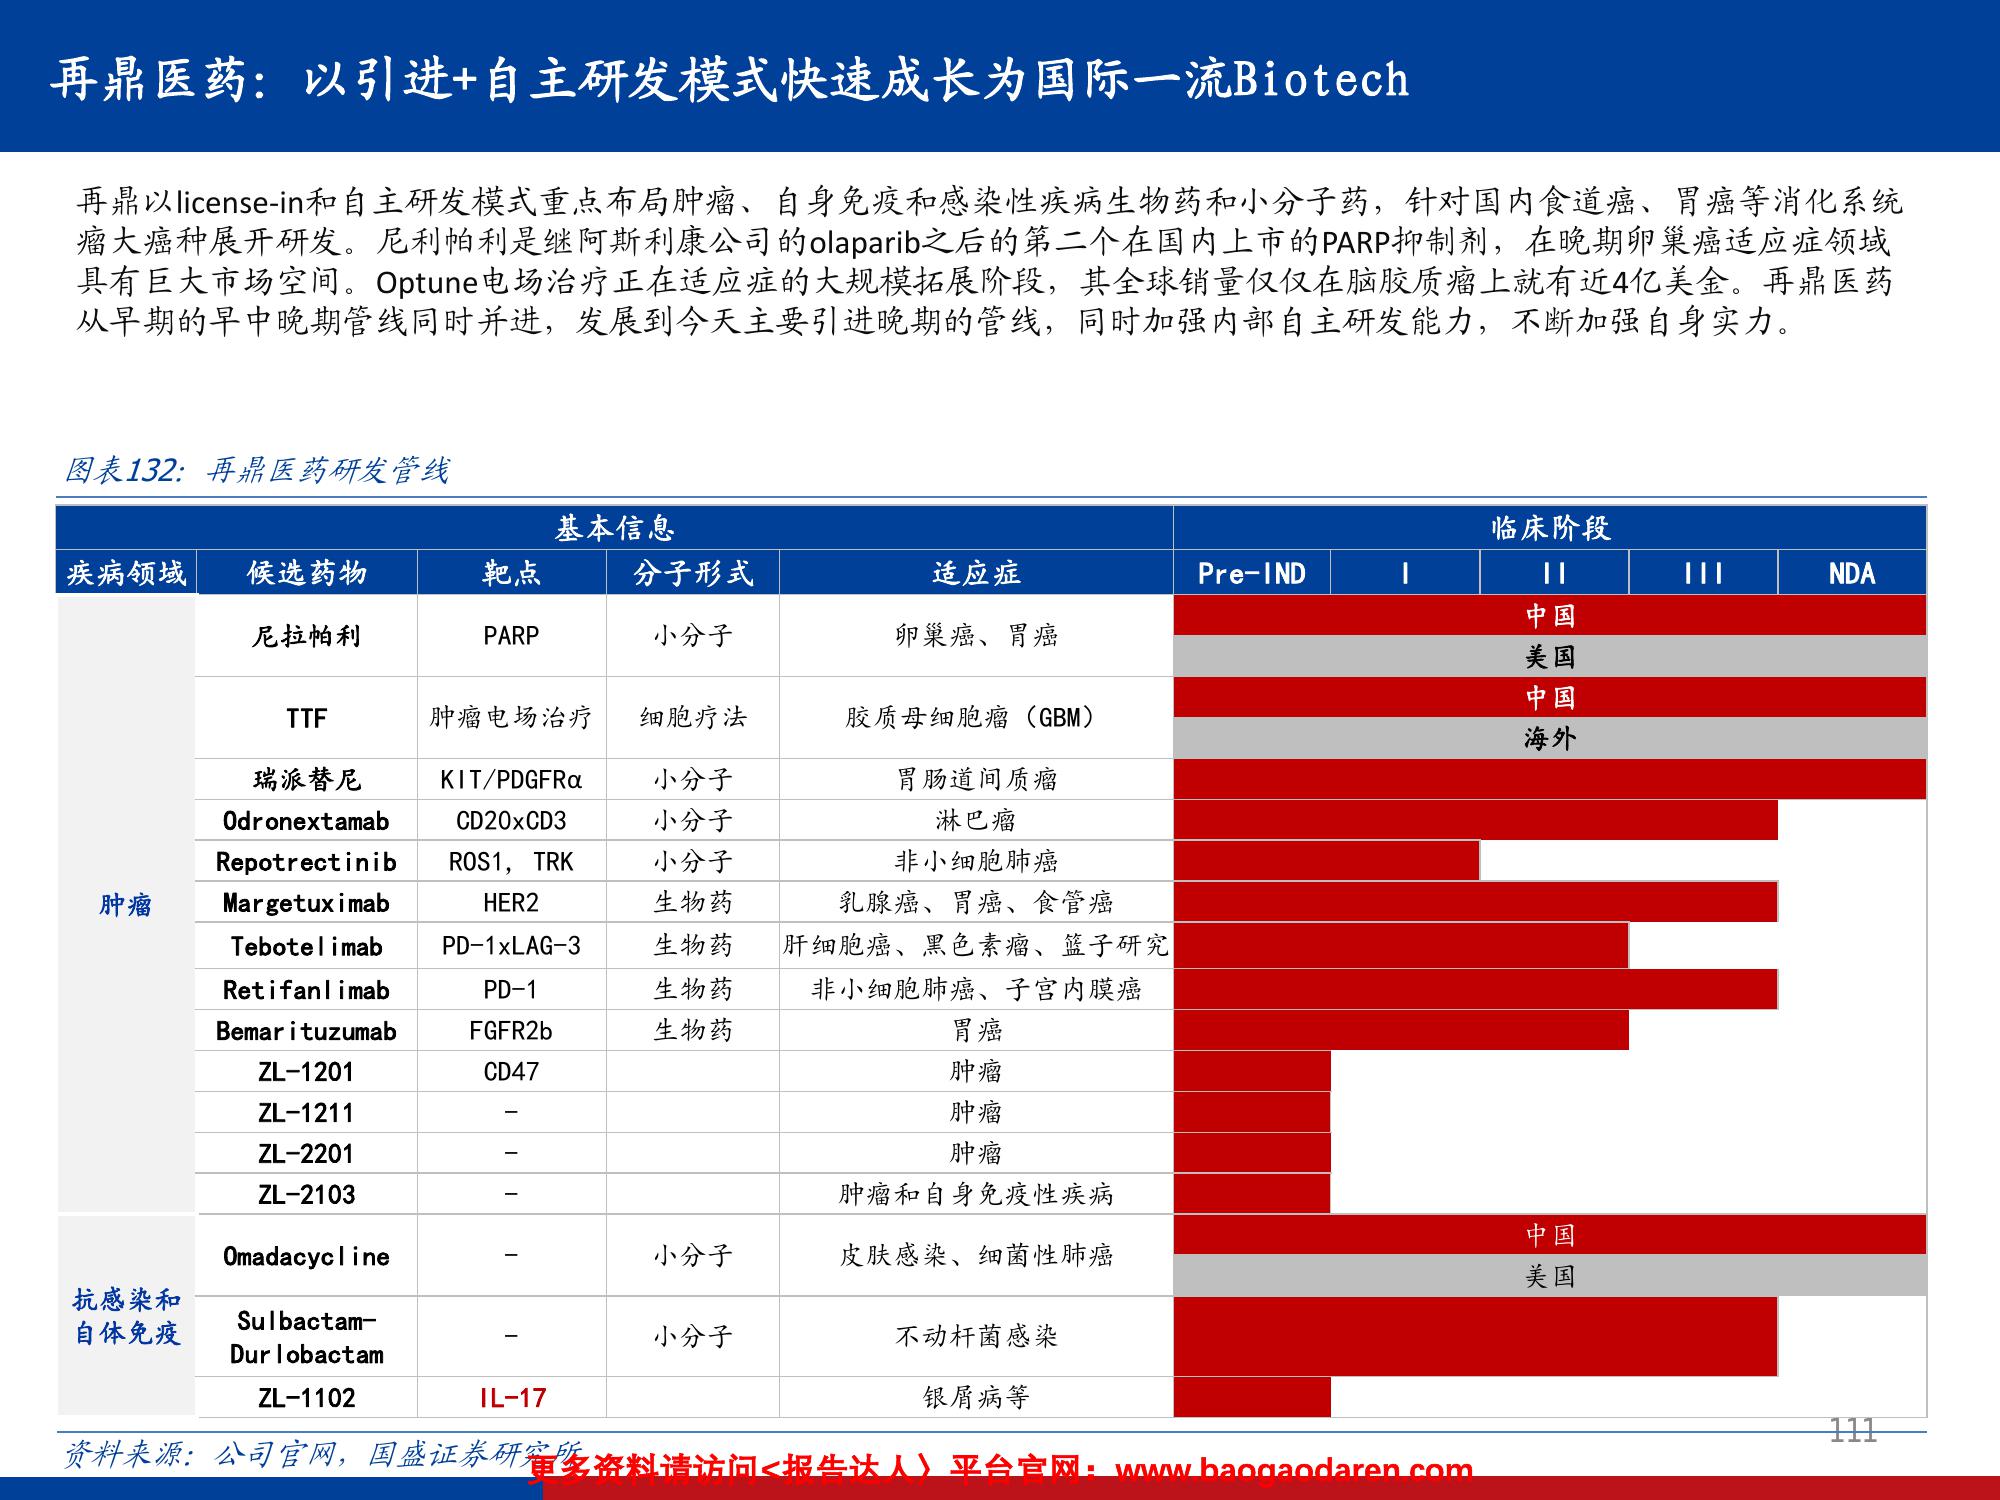 再鼎医药：以引进+自主研发模式快速成长为国际一流Biotech
再鼎以license-in和自主研发模式重点布局肿瘤、自身免疫和感染性疾病生物药和小分子药，针对国内食道癌、胃癌等消化系统
瘤大癌种展开研发。尼利帕利是继阿斯利康公司的olaparib之后的第二个在国内上市的PARP抑制剂，在晚期卵巢癌适应症领域
具有巨大市场空间。Optune电场治疗正在适应症的大规模拓展阶段，其全球销量仅仅在脑胶质瘤上就有近4亿美金。再鼎医药
从早期的早中晚期管线同时并进，发展到今天主要引进晚期的管线，同时加强内部自主研发能力，不断加强自身实力。
图表132：再鼎医药研发管线
基本信息 临床阶段
疾病领域 候选药物 靶点 分子形式 适应症 Pre-IND I II III NDA
肿瘤
尼拉帕利 PARP 小分子 卵巢癌、胃癌 中国
美国
TTF 肿瘤电场治疗 细胞疗法 胶质母细胞瘤（GBM） 中国
海外
瑞派替尼 KIT/PDGFRα 小分子 胃肠道间质瘤
Odronextamab CD20xCD3 小分子 淋巴瘤
Repotrectinib ROS1, TRK 小分子 非小细胞肺癌
Margetuximab HER2 生物药 乳腺癌、胃癌、食管癌
Tebotelimab PD-1xLAG-3 生物药 肝细胞癌、黑色素瘤、篮子研究
Retifanlimab PD-1 生物药 非小细胞肺癌、子宫内膜癌
Bemarituzumab FGFR2b 生物药 胃癌
ZL-1201 CD47 肿瘤
ZL-1211 - 肿瘤
ZL-2201 - 肿瘤
ZL-2103 - 肿瘤和自身免疫性疾病
抗感染和
自体免疫
Omadacycline - 小分子 皮肤感染、细菌性肺癌 中国
美国
Sulbactam-
Durlobactam - 小分子 不动杆菌感染
ZL-1102 IL-17 银屑病等
111
资料来源：公司官网，国盛证券研究所
更多资料请访问<报告达人〉平台官网：www.baogaodaren.com